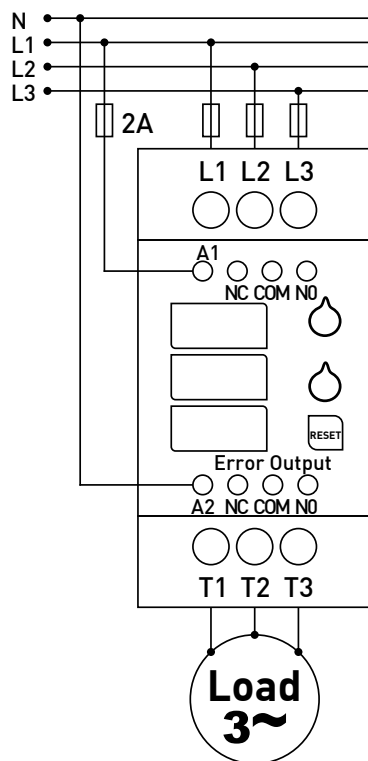 N
L1
L2
L3
2A
L1 L2 L3
A1
NC COM NO
RESET
Error Output
A2 NC COM NO
T1 T2 T3
Load
3~